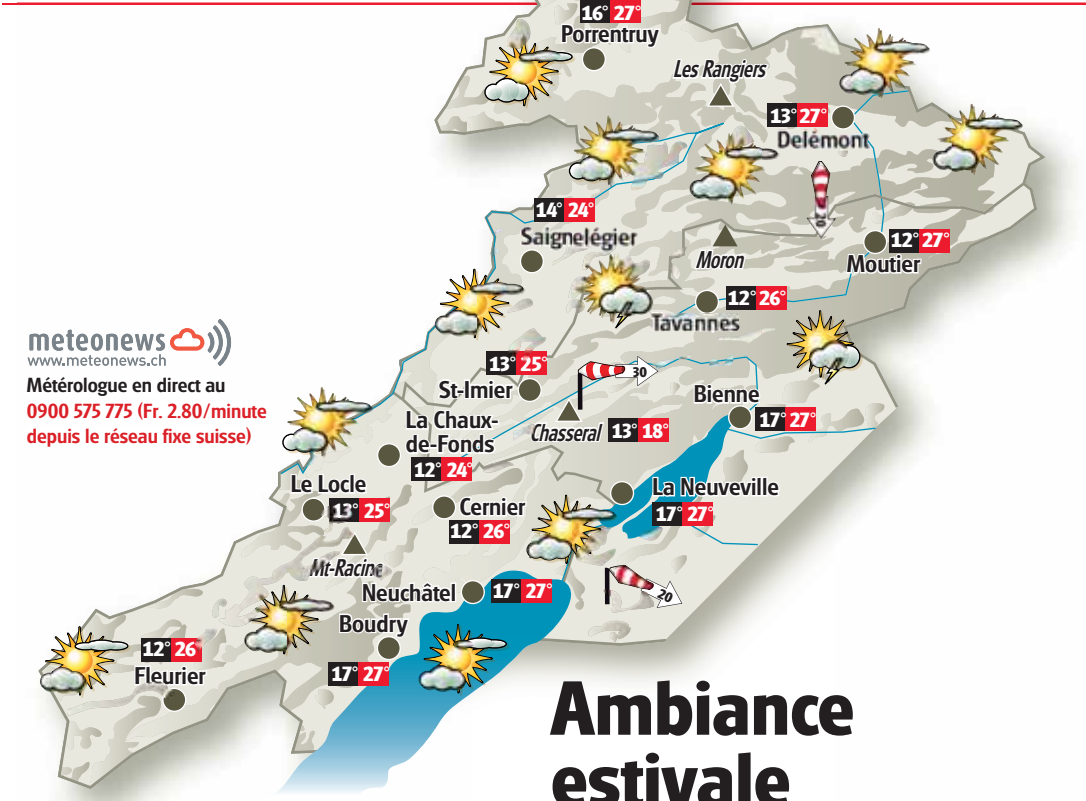 16° 27°
Porrentruy
Les Rangiers
13° 27°
Delémont
14° 24°
Saignelégier
Moron
12° 27°
Moutier
12° 26°
Tavannes
meteonews
www.meteonews.ch
Météorologue en direct au
0900 575 775 (Fr. 2.80/minute
depuis le réseau fixe suisse)
13° 25°
St-Imier
30
Chasseral 13° 18°
Bienne
17° 27°
La Chaux-
de-Fonds
12° 24°
Le Locle
13° 25°
Cernier
12° 26°
La Neuveville
17° 27°
Mt-Racine
Neuchâtel 17° 27°
20
Boudry
17° 27°
12° 26°
Fleurier
Ambiance
estivale